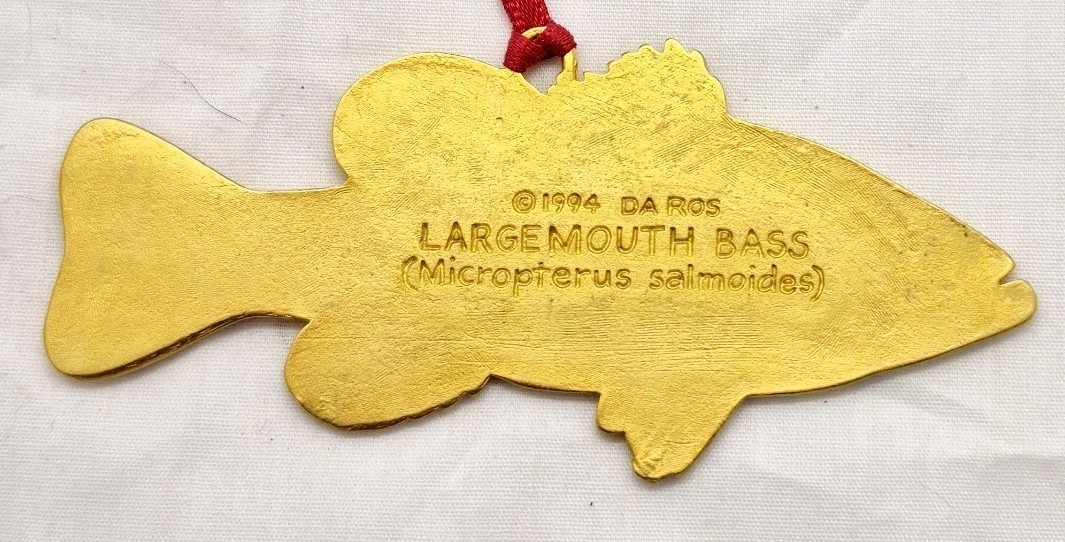 ©1994 DA ROS
LARGEMOUTH BASS
(Micropterus salmoides)